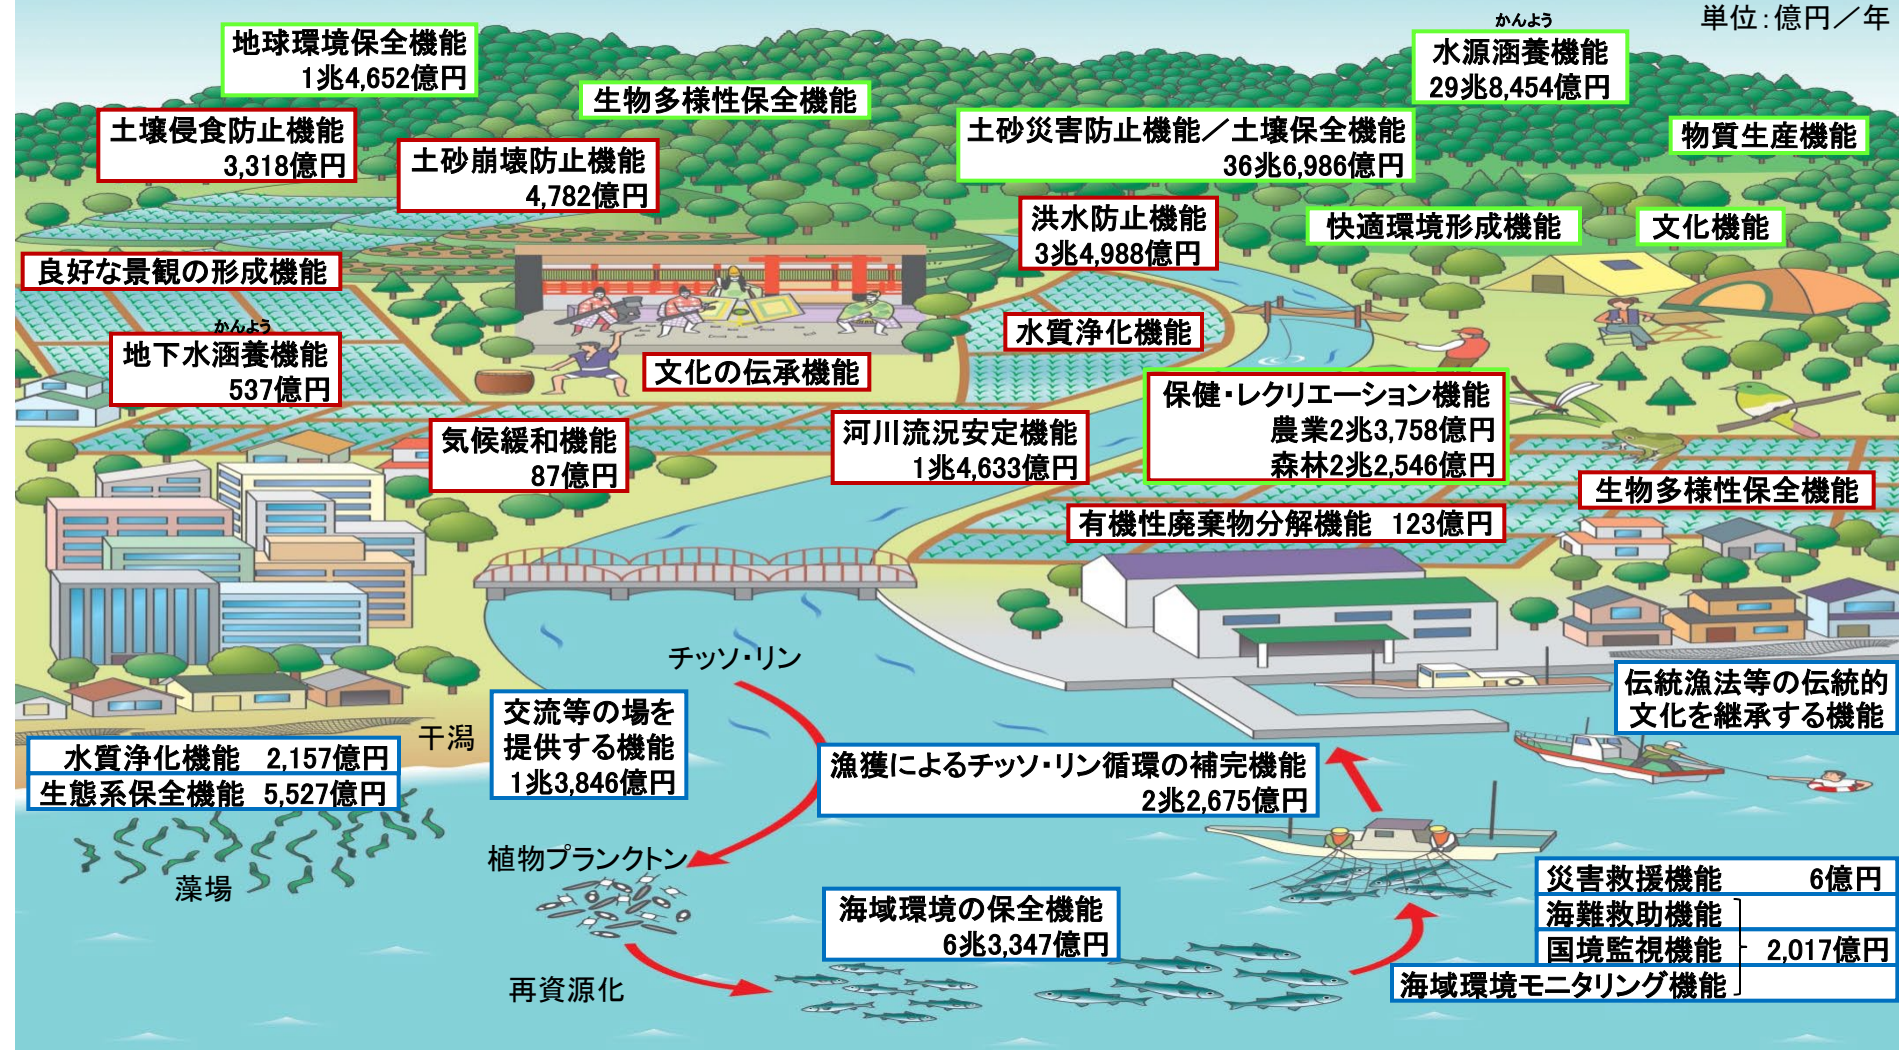 単位：億円／年
地球環境保全機能
1兆4,652億円
かんよう
水源涵養機能
29兆8,454億円
生物多様性保全機能
土壌侵食防止機能
3,318億円
土砂災害防止機能／土壌保全機能
36兆6,986億円
物質生産機能
土砂崩壊防止機能
4,782億円
洪水防止機能
3兆4,988億円
快適環境形成機能
文化機能
良好な景観の形成機能
かんよう
地下水涵養機能
537億円
水質浄化機能
文化の伝承機能
保健・レクリエーション機能
農業2兆3,758億円
森林2兆2,546億円
気候緩和機能
87億円
河川流況安定機能
1兆4,633億円
生物多様性保全機能
有機性廃棄物分解機能 123億円
チッソ・リン
伝統漁法等の伝統的
文化を継承する機能
交流等の場を
提供する機能
1兆3,846億円
干潟
水質浄化機能 2,157億円
生態系保全機能 5,527億円
漁獲によるチッソ・リン循環の補完機能
2兆2,675億円
植物プランクトン
藻場
海域環境の保全機能
6兆3,347億円
災害救援機能 6億円
海難救助機能
国境監視機能 2,017億円
海域環境モニタリング機能
再資源化